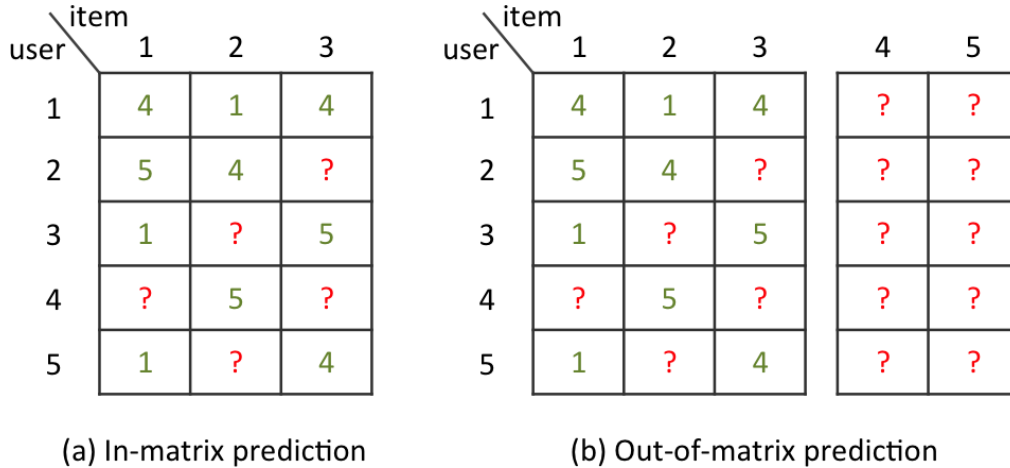 item item
user 1 2 3 user 1 2 3 4 5
1 4 1 4 1 4 1 4 ? ?
2 5 4 ? 2 5 4 ? ? ?
3 1 ? 5 3 1 ? 5 ? ?
4 ? 5 ? 4 ? 5 ? ? ?
5 1 ? 4 5 1 ? 4 ? ?
(a) In-matrix prediction (b) Out-of-matrix prediction